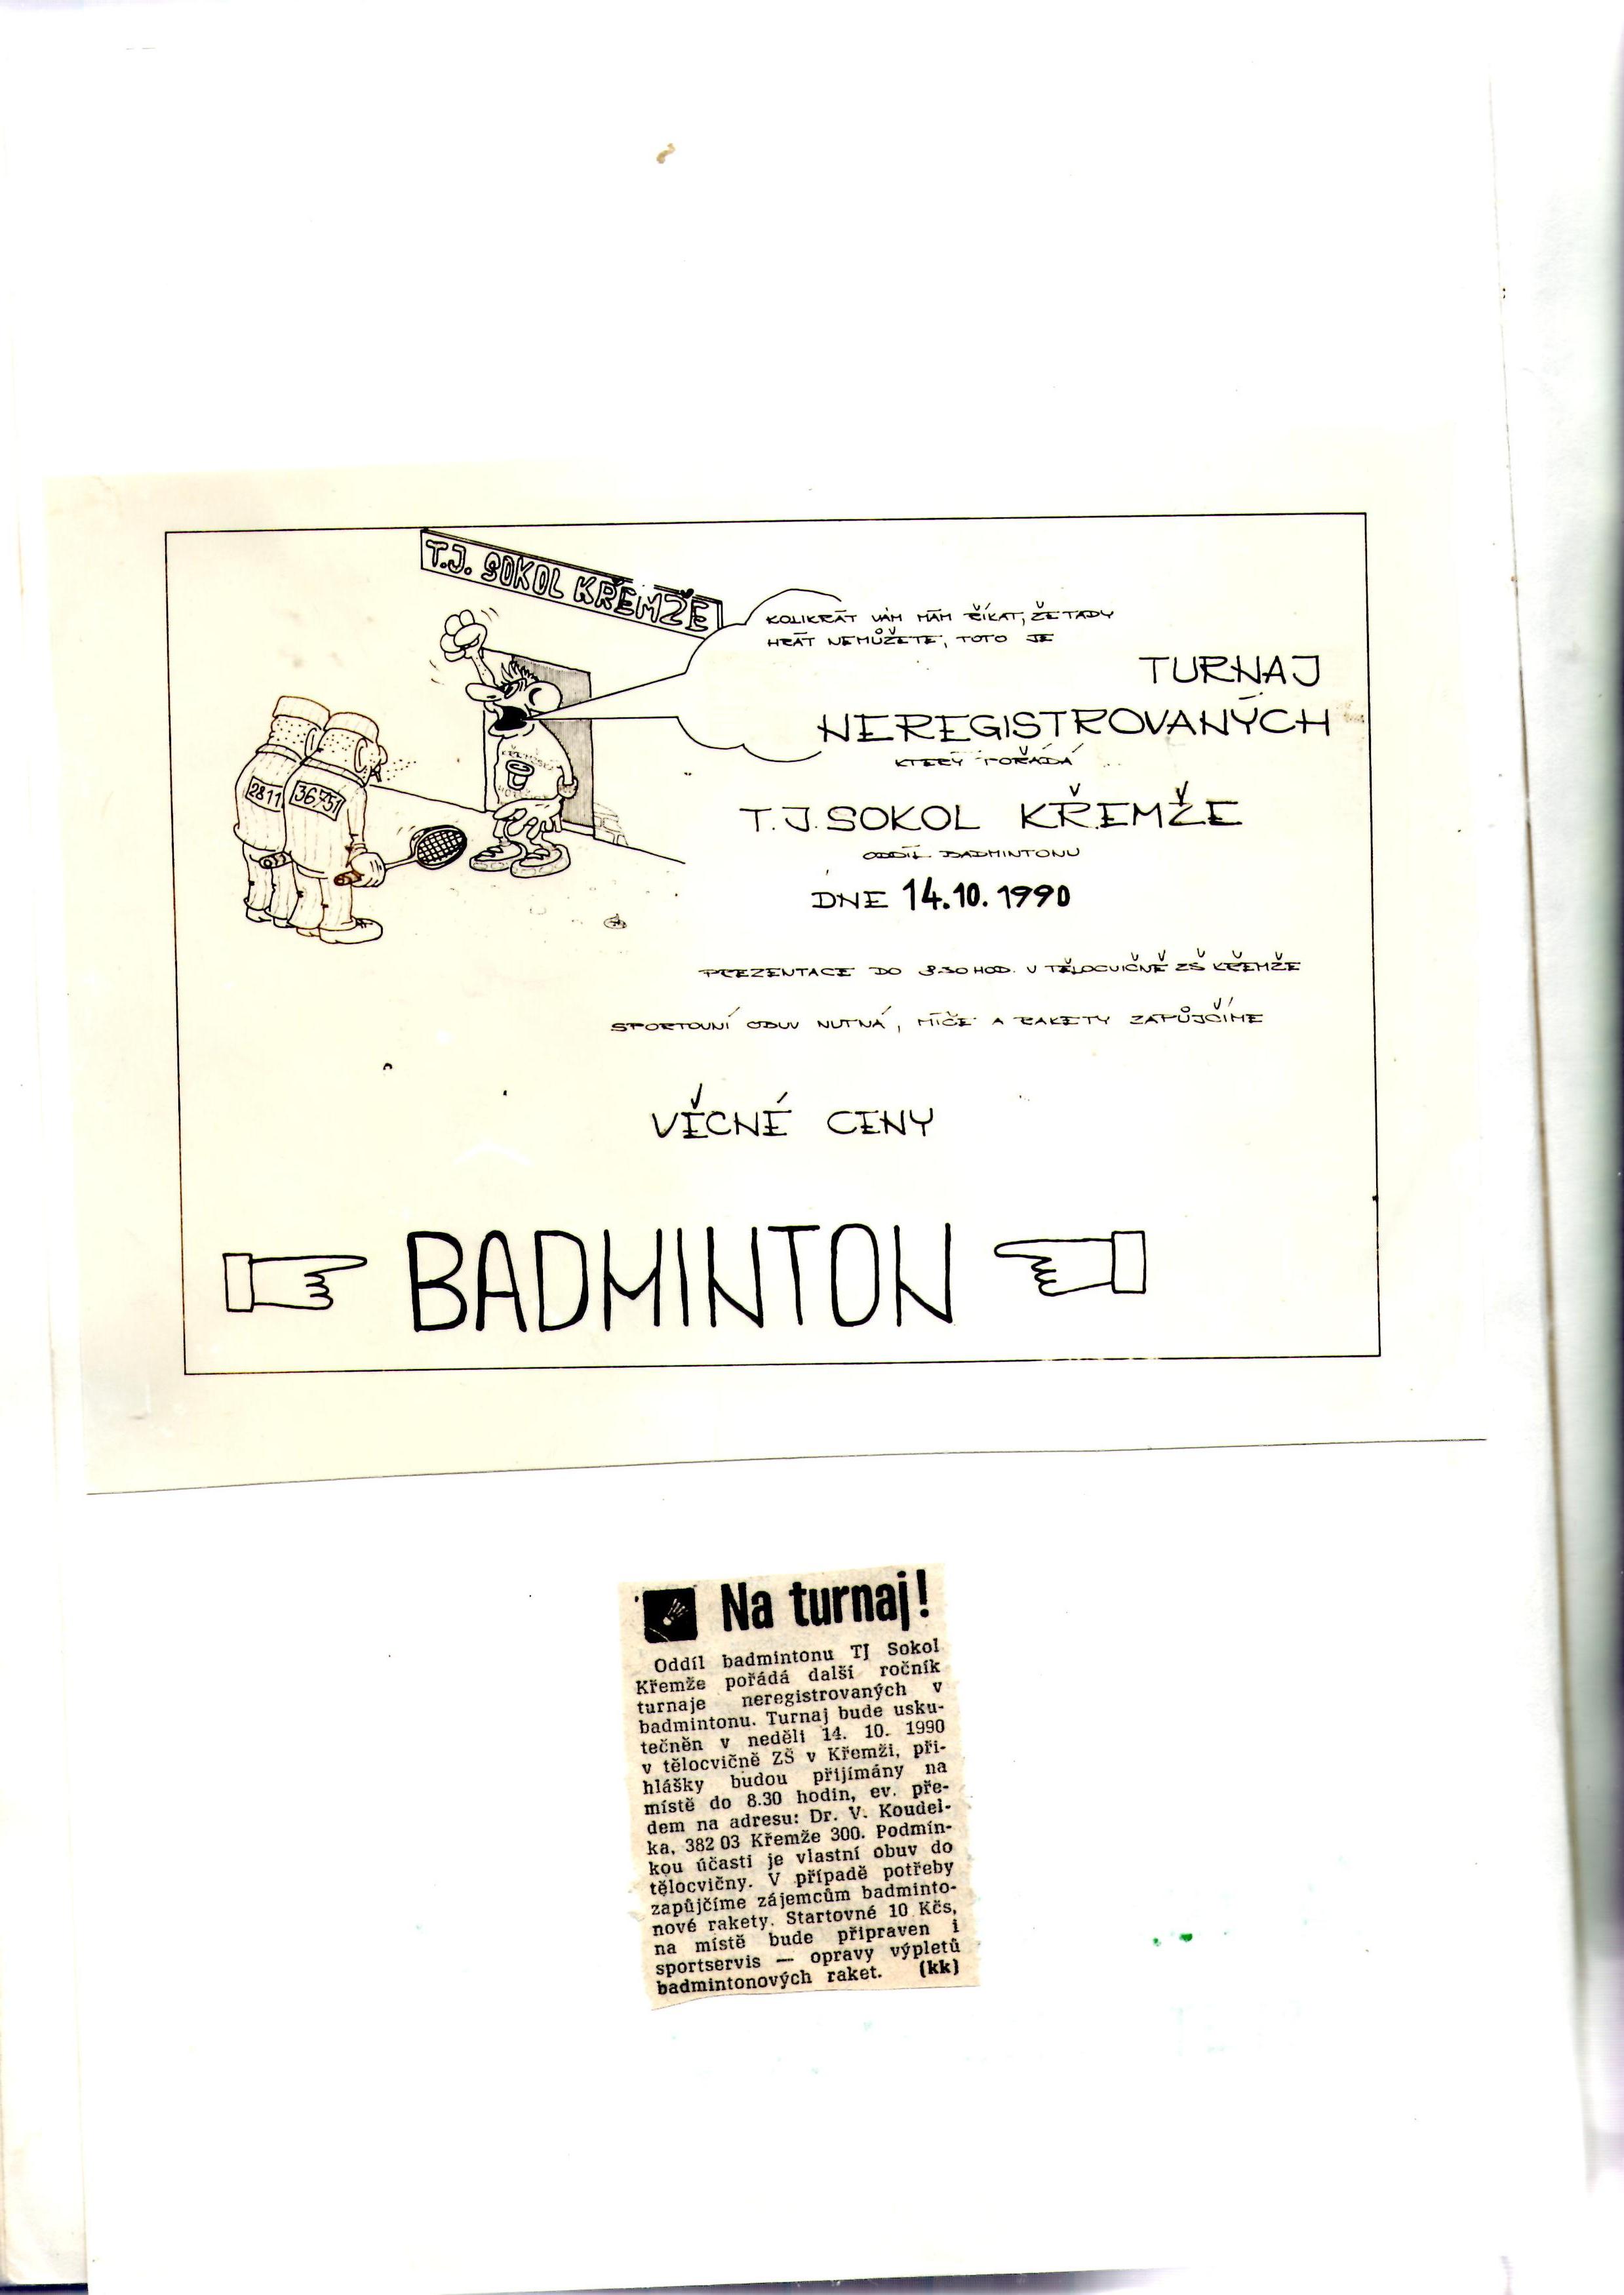 T.J. SOKOL KŘEMŽE
KOLIKRÁT VÁM MÁM ŘÍKAT, ŽE TADY
HRÁT NEMŮŽETE, TOTO JE
TURNAJ
NEREGISTROVANÝCH
KTERÝ POŘÁDÁ
T.J. SOKOL KŘEMŽE
ODDÍL BADMINTONU
DNE 14.10.1990
2811
36751
PREZENTACE DO 8.30 HOD. V TĚLOCVIČNĚ ZŠ KŘEMŽE
SPORTOVNÍ OBUV NUTNÁ, MÍČE A RAKETY ZAPŮJČÍME
VĚCNÉ CENY
BADMINTON
Na turnaj!
Oddíl badmintonu TJ Sokol
Křemže pořádá další ročník
turnaje neregistrovaných v
badmintonu. Turnaj bude usku-
tečněn v neděli 14. 10. 1990
v tělocvičně ZŠ v Křemži, při-
hlášky budou přijímány na
místě do 8.30 hodin, ev. pře-
dem na adresu: Dr. V. Koudel-
ka, 382 03 Křemže 300. Podmín-
kou účasti je vlastní obuv do
tělocvičny. V případě potřeby
zapůjčíme zájemcům badminto-
nové rakety. Startovné 10 Kčs,
na místě bude připraven i
sportservis — opravy výpletů
badmintonových raket. (kk)